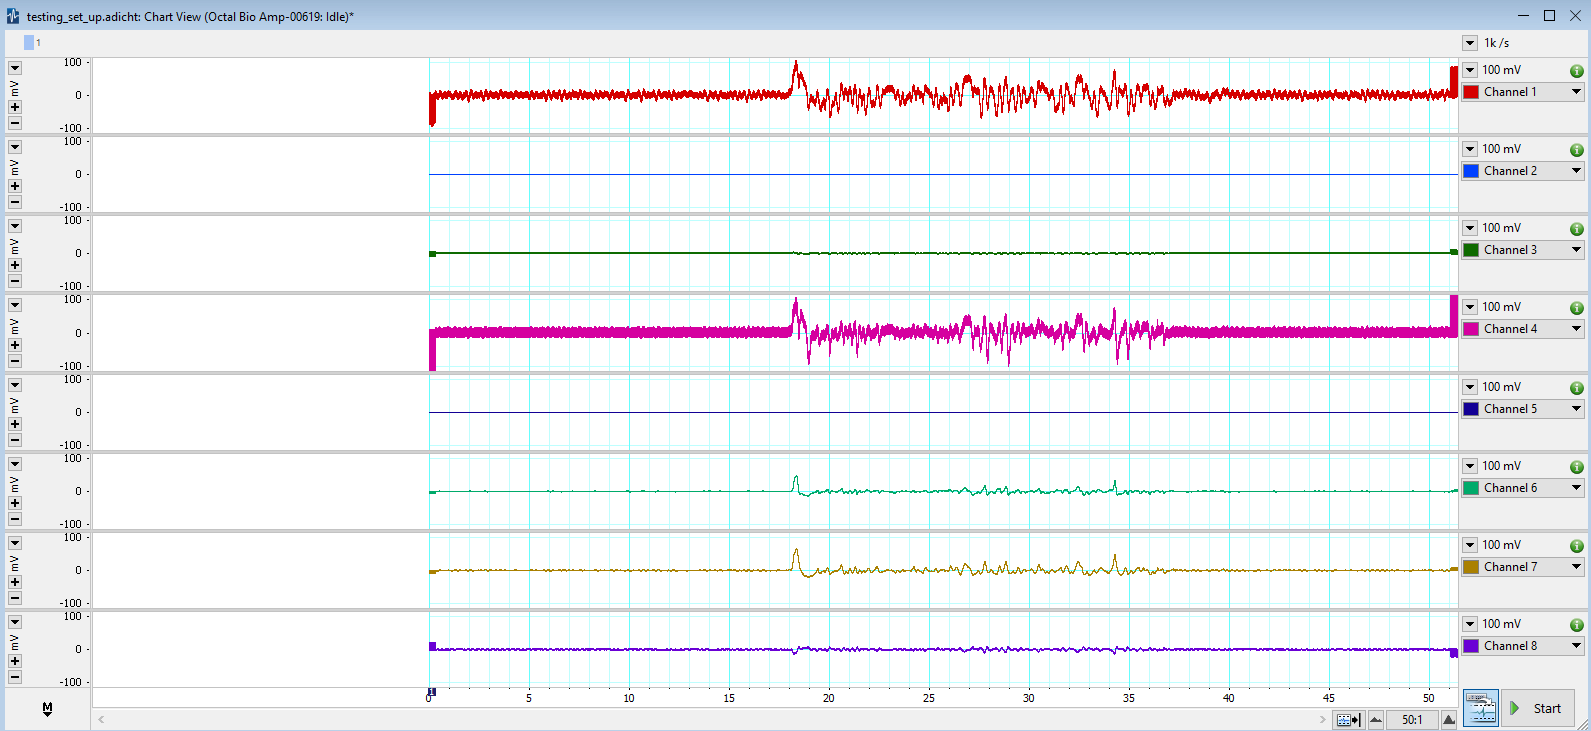 testing_set_up.adicht: Chart View (Octal Bio Amp-00619: Idle)*
1
1k /s
100
0
-100
mV
100 mV
Channel 1
100
0
-100
mV
100 mV
Channel 2
100
0
-100
mV
100 mV
Channel 3
100
0
-100
mV
100 mV
Channel 4
100
0
-100
mV
100 mV
Channel 5
100
0
-100
mV
100 mV
Channel 6
100
0
-100
mV
100 mV
Channel 7
100
0
-100
mV
100 mV
Channel 8
1
0 5 10 15 20 25 30 35 40 45 50
M
50:1
Start